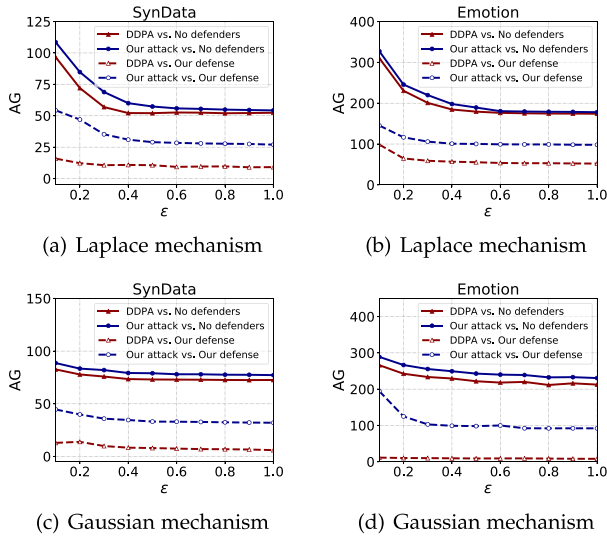 SynData
125
100
75
50
25
0
AG
DDPA vs. No defenders
Our attack vs. No defenders
DDPA vs. Our defense
Our attack vs. Our defense
0.2 0.4 0.6 0.8 1.0
ε
(a) Laplace mechanism
Emotion
400
300
200
100
0
AG
DDPA vs. No defenders
Our attack vs. No defenders
DDPA vs. Our defense
Our attack vs. Our defense
0.2 0.4 0.6 0.8 1.0
ε
(b) Laplace mechanism
SynData
150
100
50
0
AG
DDPA vs. No defenders
Our attack vs. No defenders
DDPA vs. Our defense
Our attack vs. Our defense
0.2 0.4 0.6 0.8 1.0
ε
(c) Gaussian mechanism
Emotion
400
300
200
100
0
AG
DDPA vs. No defenders
Our attack vs. No defenders
DDPA vs. Our defense
Our attack vs. Our defense
0.2 0.4 0.6 0.8 1.0
ε
(d) Gaussian mechanism